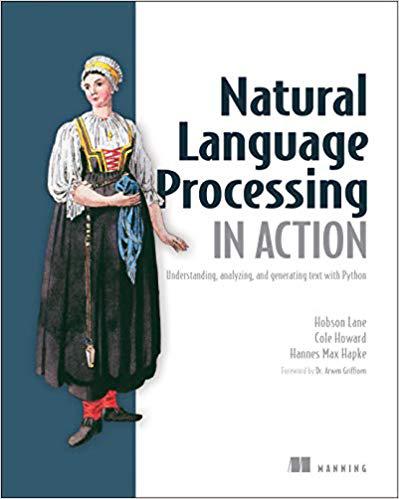 Natural
Language
Processing
IN ACTION
Understanding, analyzing, and generating text with Python
Hobson Lane
Cole Howard
Hannes Max Hapke
Foreword by Dr. Arwen Griffioen
MANNING